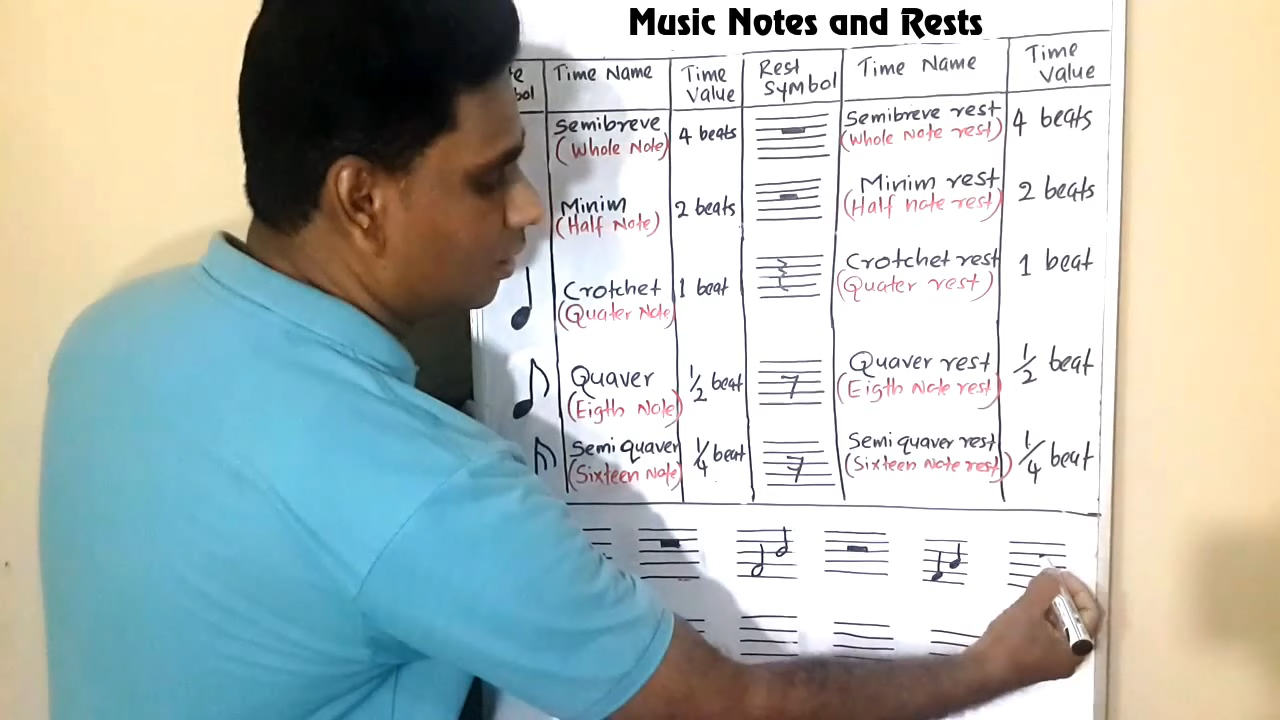 Music Notes and Rests
Time Name
Time
Value
Rest
Symbol
Time Name
Time
Value
Semibreve
(Whole Note)
4 beats
Semibreve rest
(Whole Note rest)
4 beats
Minim
(Half Note)
2 beats
Minim rest
(Half note rest)
2 beats
Crotchet
(Quater Note)
1 beat
Crotchet rest
(Quater rest)
1 beat
Quaver
(Eigth Note)
1/2 beat
Quaver rest
(Eigth Note rest)
1/2 beat
Semi quaver
(Sixteen Note)
1/4 beat
Semi quaver rest
(Sixteen Note rest)
1/4 beat